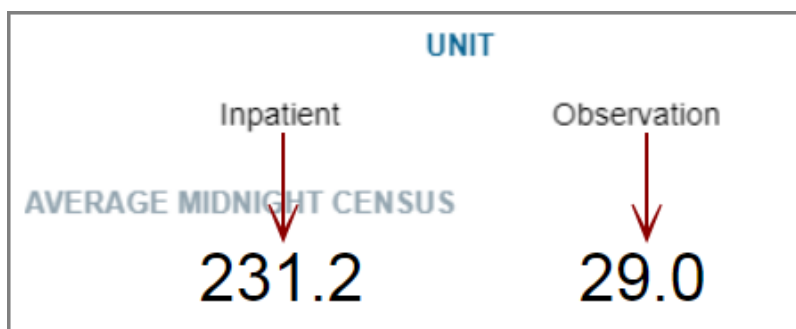 UNIT
Inpatient Observation
AVERAGE MIDNIGHT CENSUS
231.2 29.0